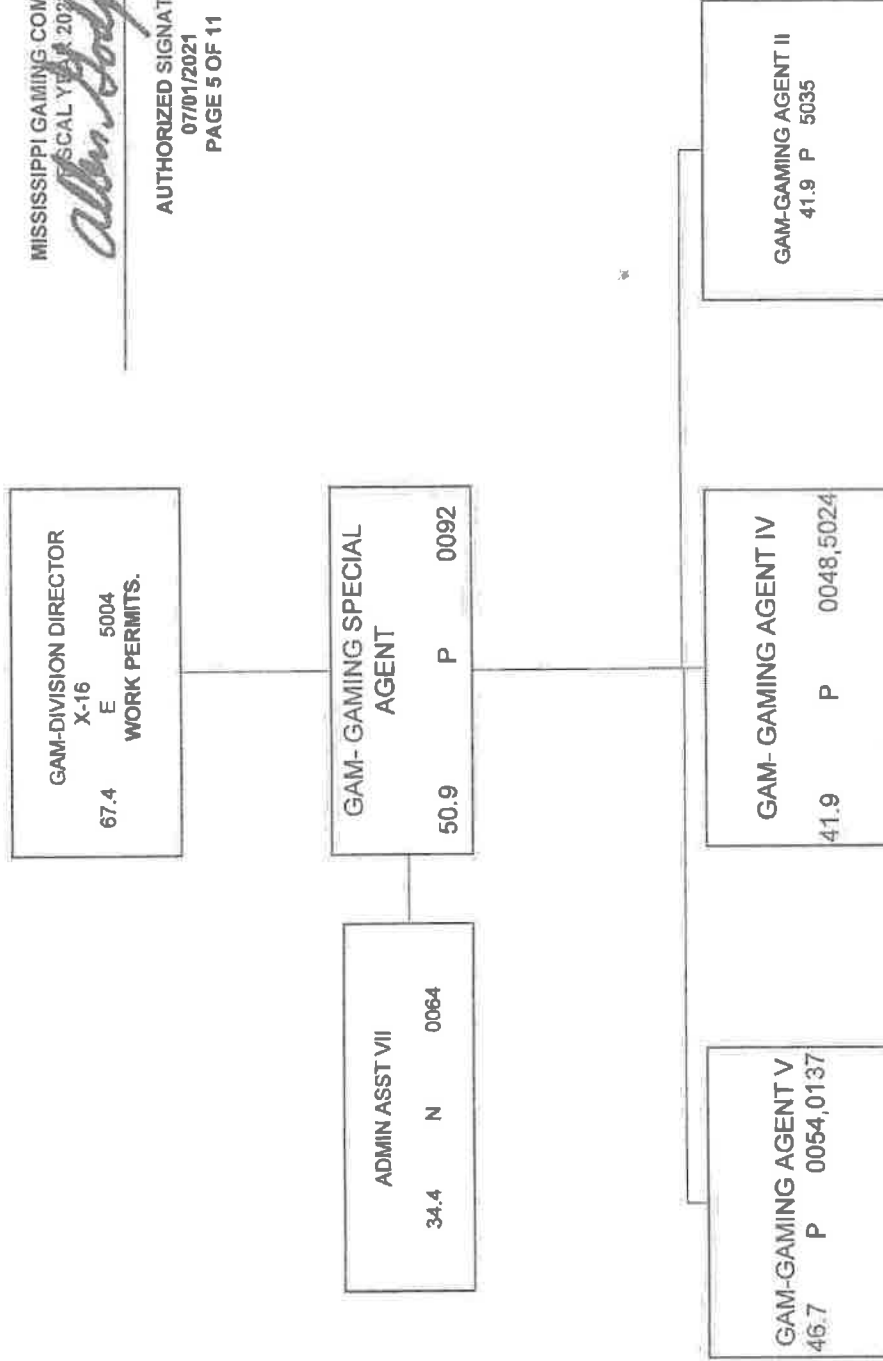 MISSISSIPPI GAMING COM
FISCAL YEAR 202
AUTHORIZED SIGNAT
07/01/2021
PAGE 5 OF 11
GAM-DIVISION DIRECTOR
X-16
67.4 E 5004
WORK PERMITS.
GAM- GAMING SPECIAL
AGENT
50.9 P 0092
ADMIN ASST VII
34.4 N 0064
GAM-GAMING AGENT V
46.7 P 0054,0137
GAM- GAMING AGENT IV
41.9 P 0048,5024
GAM-GAMING AGENT II
41.9 P 5035